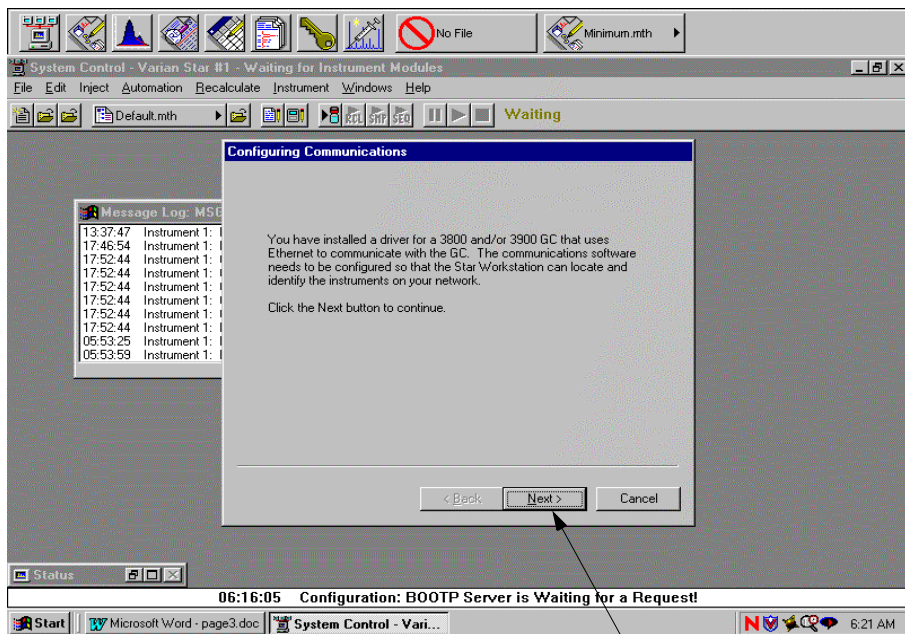 No File
Minimum.mth
System Control - Varian Star #1 - Waiting for Instrument Modules
File Edit Inject Automation Recalculate Instrument Windows Help
Default.mth
RCL SMP SEQ
Waiting
Configuring Communications
Message Log: MSG
13:37:47 Instrument 1:
17:46:54 Instrument 1:
17:52:44 Instrument 1:
17:52:44 Instrument 1:
17:52:44 Instrument 1:
17:52:44 Instrument 1:
17:52:44 Instrument 1:
17:52:44 Instrument 1:
05:53:25 Instrument 1:
05:53:59 Instrument 1:
You have installed a driver for a 3800 and/or 3900 GC that uses
Ethernet to communicate with the GC. The communications software
needs to be configured so that the Star Workstation can locate and
identify the instruments on your network.
Click the Next button to continue.
< Back Next > Cancel
Status
06:16:05 Configuration: BOOTP Server is Waiting for a Request!
Start Microsoft Word - page3.doc System Control - Vari... 6:21 AM